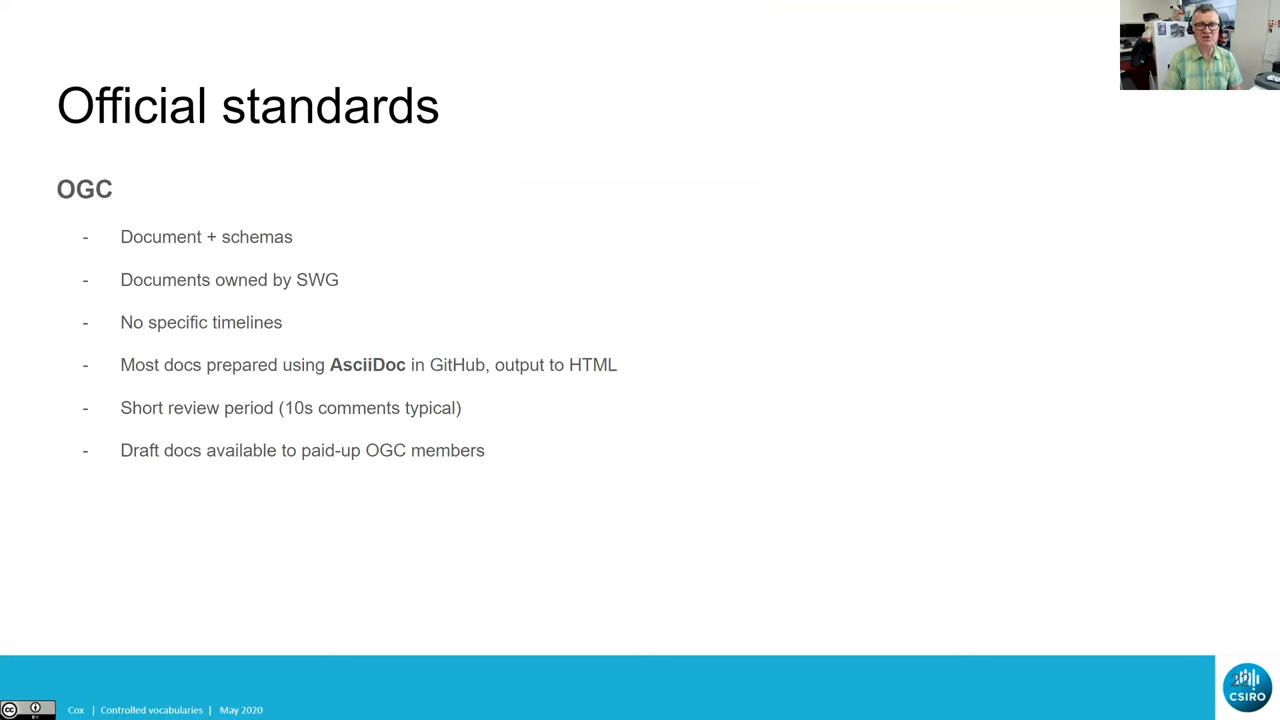 Official standards
OGC
- Document + schemas
- Documents owned by SWG
- No specific timelines
- Most docs prepared using AsciiDoc in GitHub, output to HTML
- Short review period (10s comments typical)
- Draft docs available to paid-up OGC members
cc BY
Cox | Controlled vocabularies | May 2020
CSIRO